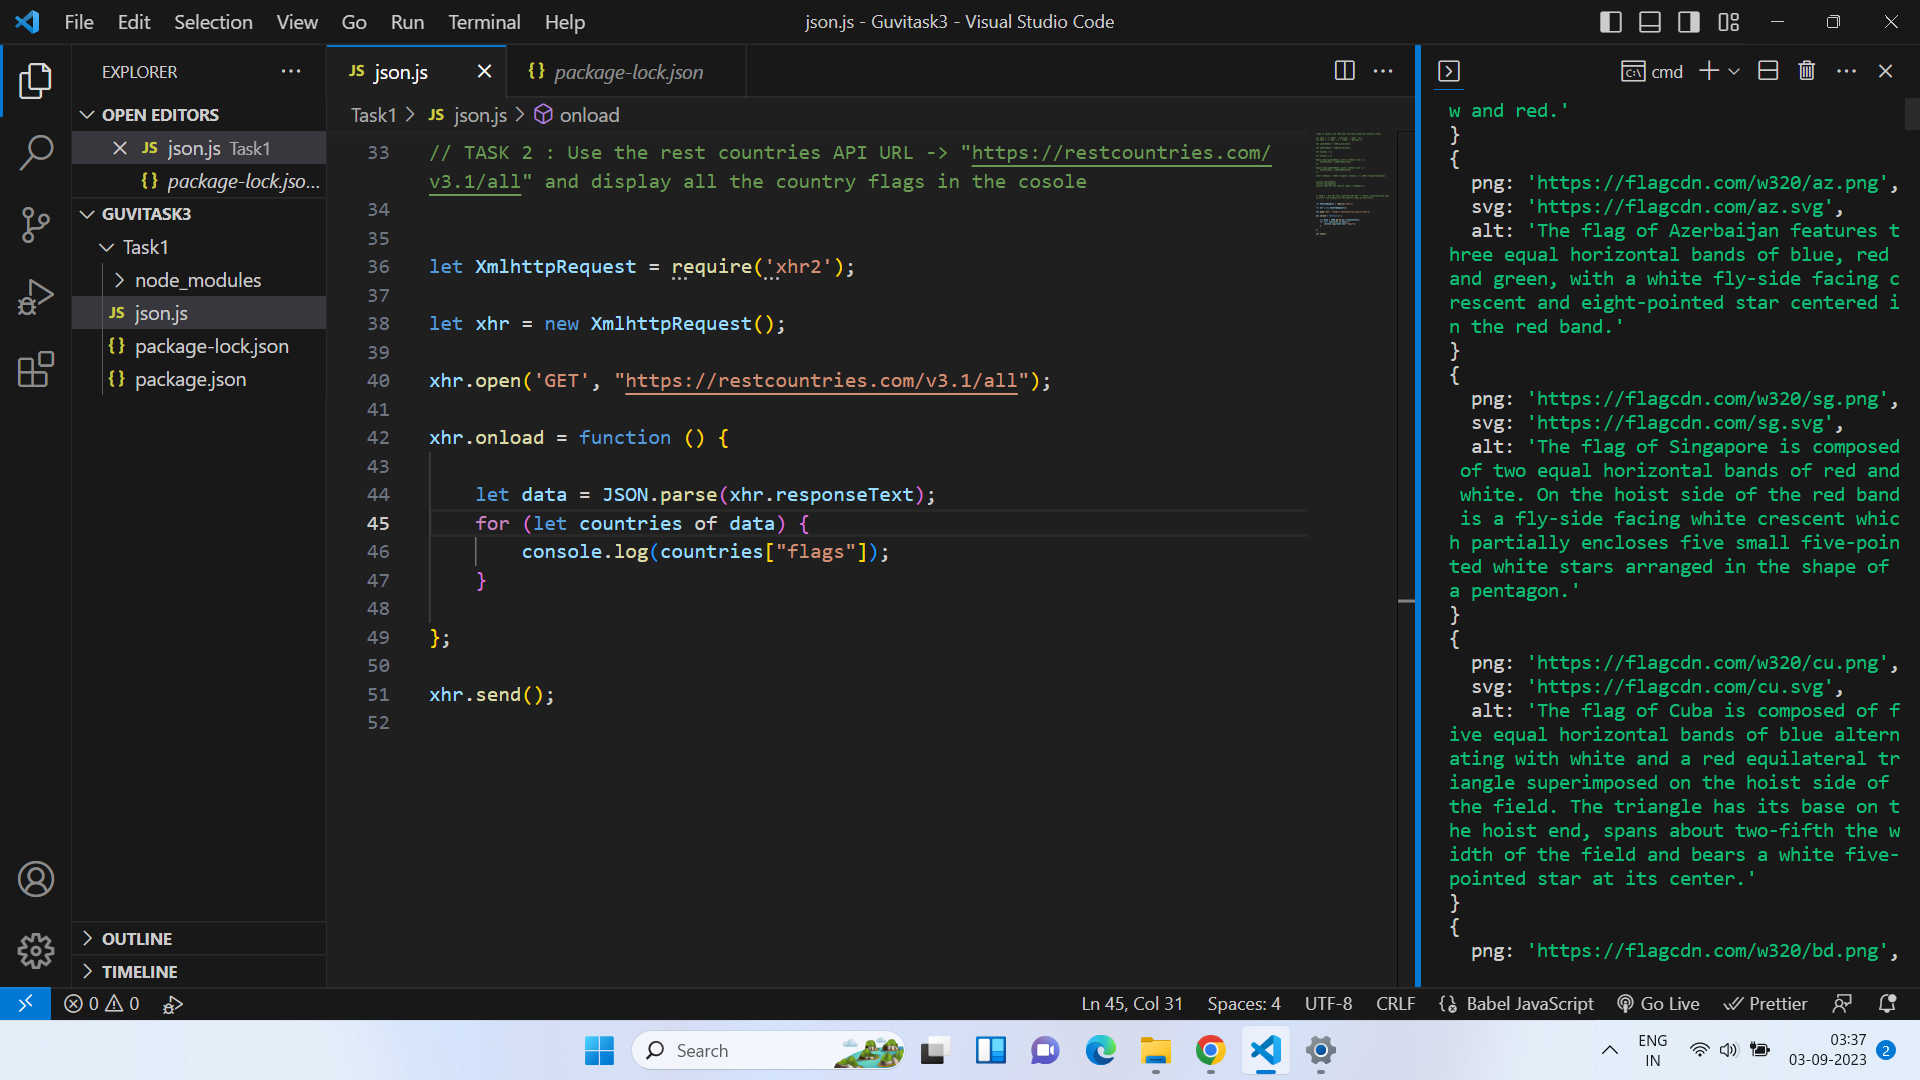 File Edit Selection View Go Run Terminal Help
json.js - Guvitask3 - Visual Studio Code
EXPLORER
OPEN EDITORS
JS json.js Task1
{} package-lock.jso...
GUVITASK3
Task1
node_modules
JS json.js
{} package-lock.json
{} package.json
OUTLINE
TIMELINE
JS json.js
{} package-lock.json
Task1 > JS json.js > onload
33 // TASK 2 : Use the rest countries API URL -> "https://restcountries.com/
v3.1/all" and display all the country flags in the cosole
34
35
36 let XmlhttpRequest = require('xhr2');
37
38 let xhr = new XmlhttpRequest();
39
40 xhr.open('GET', "https://restcountries.com/v3.1/all");
41
42 xhr.onload = function () {
43
44 let data = JSON.parse(xhr.responseText);
45 for (let countries of data) {
46 console.log(countries["flags"]);
47 }
48
49 };
50
51 xhr.send();
52
cmd
w and red.'
}
{
png: 'https://flagcdn.com/w320/az.png',
svg: 'https://flagcdn.com/az.svg',
alt: 'The flag of Azerbaijan features t
hree equal horizontal bands of blue, red
and green, with a white fly-side facing c
rescent and eight-pointed star centered i
n the red band.'
}
{
png: 'https://flagcdn.com/w320/sg.png',
svg: 'https://flagcdn.com/sg.svg',
alt: 'The flag of Singapore is composed
of two equal horizontal bands of red and
white. On the hoist side of the red band
is a fly-side facing white crescent whic
h partially encloses five small five-poin
ted white stars arranged in the shape of
a pentagon.'
}
{
png: 'https://flagcdn.com/w320/cu.png',
svg: 'https://flagcdn.com/cu.svg',
alt: 'The flag of Cuba is composed of f
ive equal horizontal bands of blue altern
ating with white and a red equilateral tr
iangle superimposed on the hoist side of
the field. The triangle has its base on t
he hoist end, spans about two-fifth the w
idth of the field and bears a white five-
pointed star at its center.'
}
{
png: 'https://flagcdn.com/w320/bd.png',
0 0
Ln 45, Col 31 Spaces: 4 UTF-8 CRLF Babel JavaScript Go Live Prettier
Search
ENG
IN
03:37
03-09-2023
2